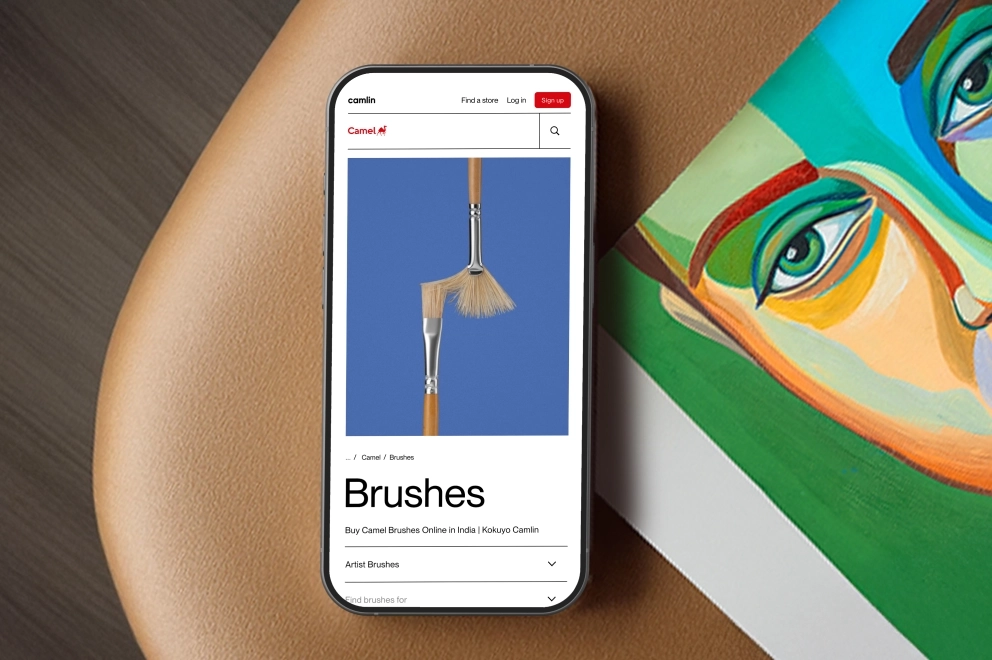 camlin
Find a store Log in Sign up
Camel
... / Camel / Brushes
Brushes
Buy Camel Brushes Online in India | Kokuyo Camlin
Artist Brushes
Find brushes for